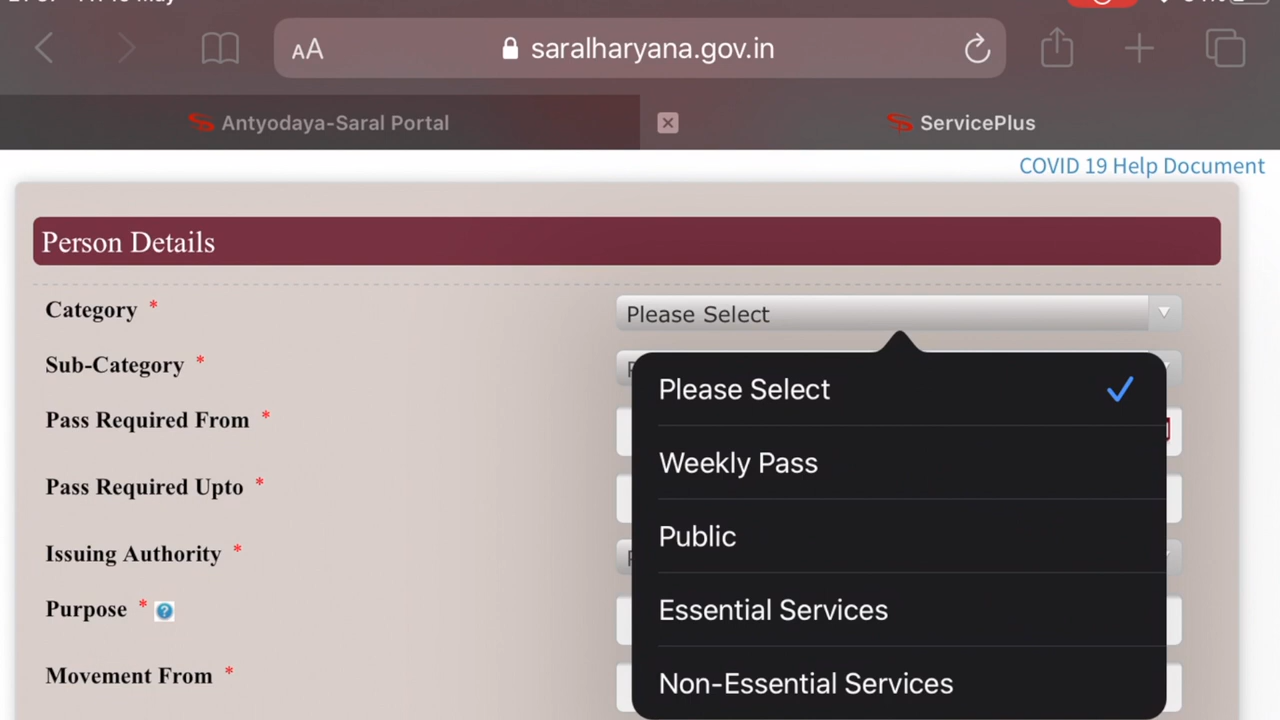 AA
saralharyana.gov.in
Antyodaya-Saral Portal
ServicePlus
COVID 19 Help Document
Person Details
Category *
Please Select
Sub-Category *
Please Select
Weekly Pass
Public
Essential Services
Non-Essential Services
Pass Required From *
Pass Required Upto *
Issuing Authority *
Purpose * ?
Movement From *